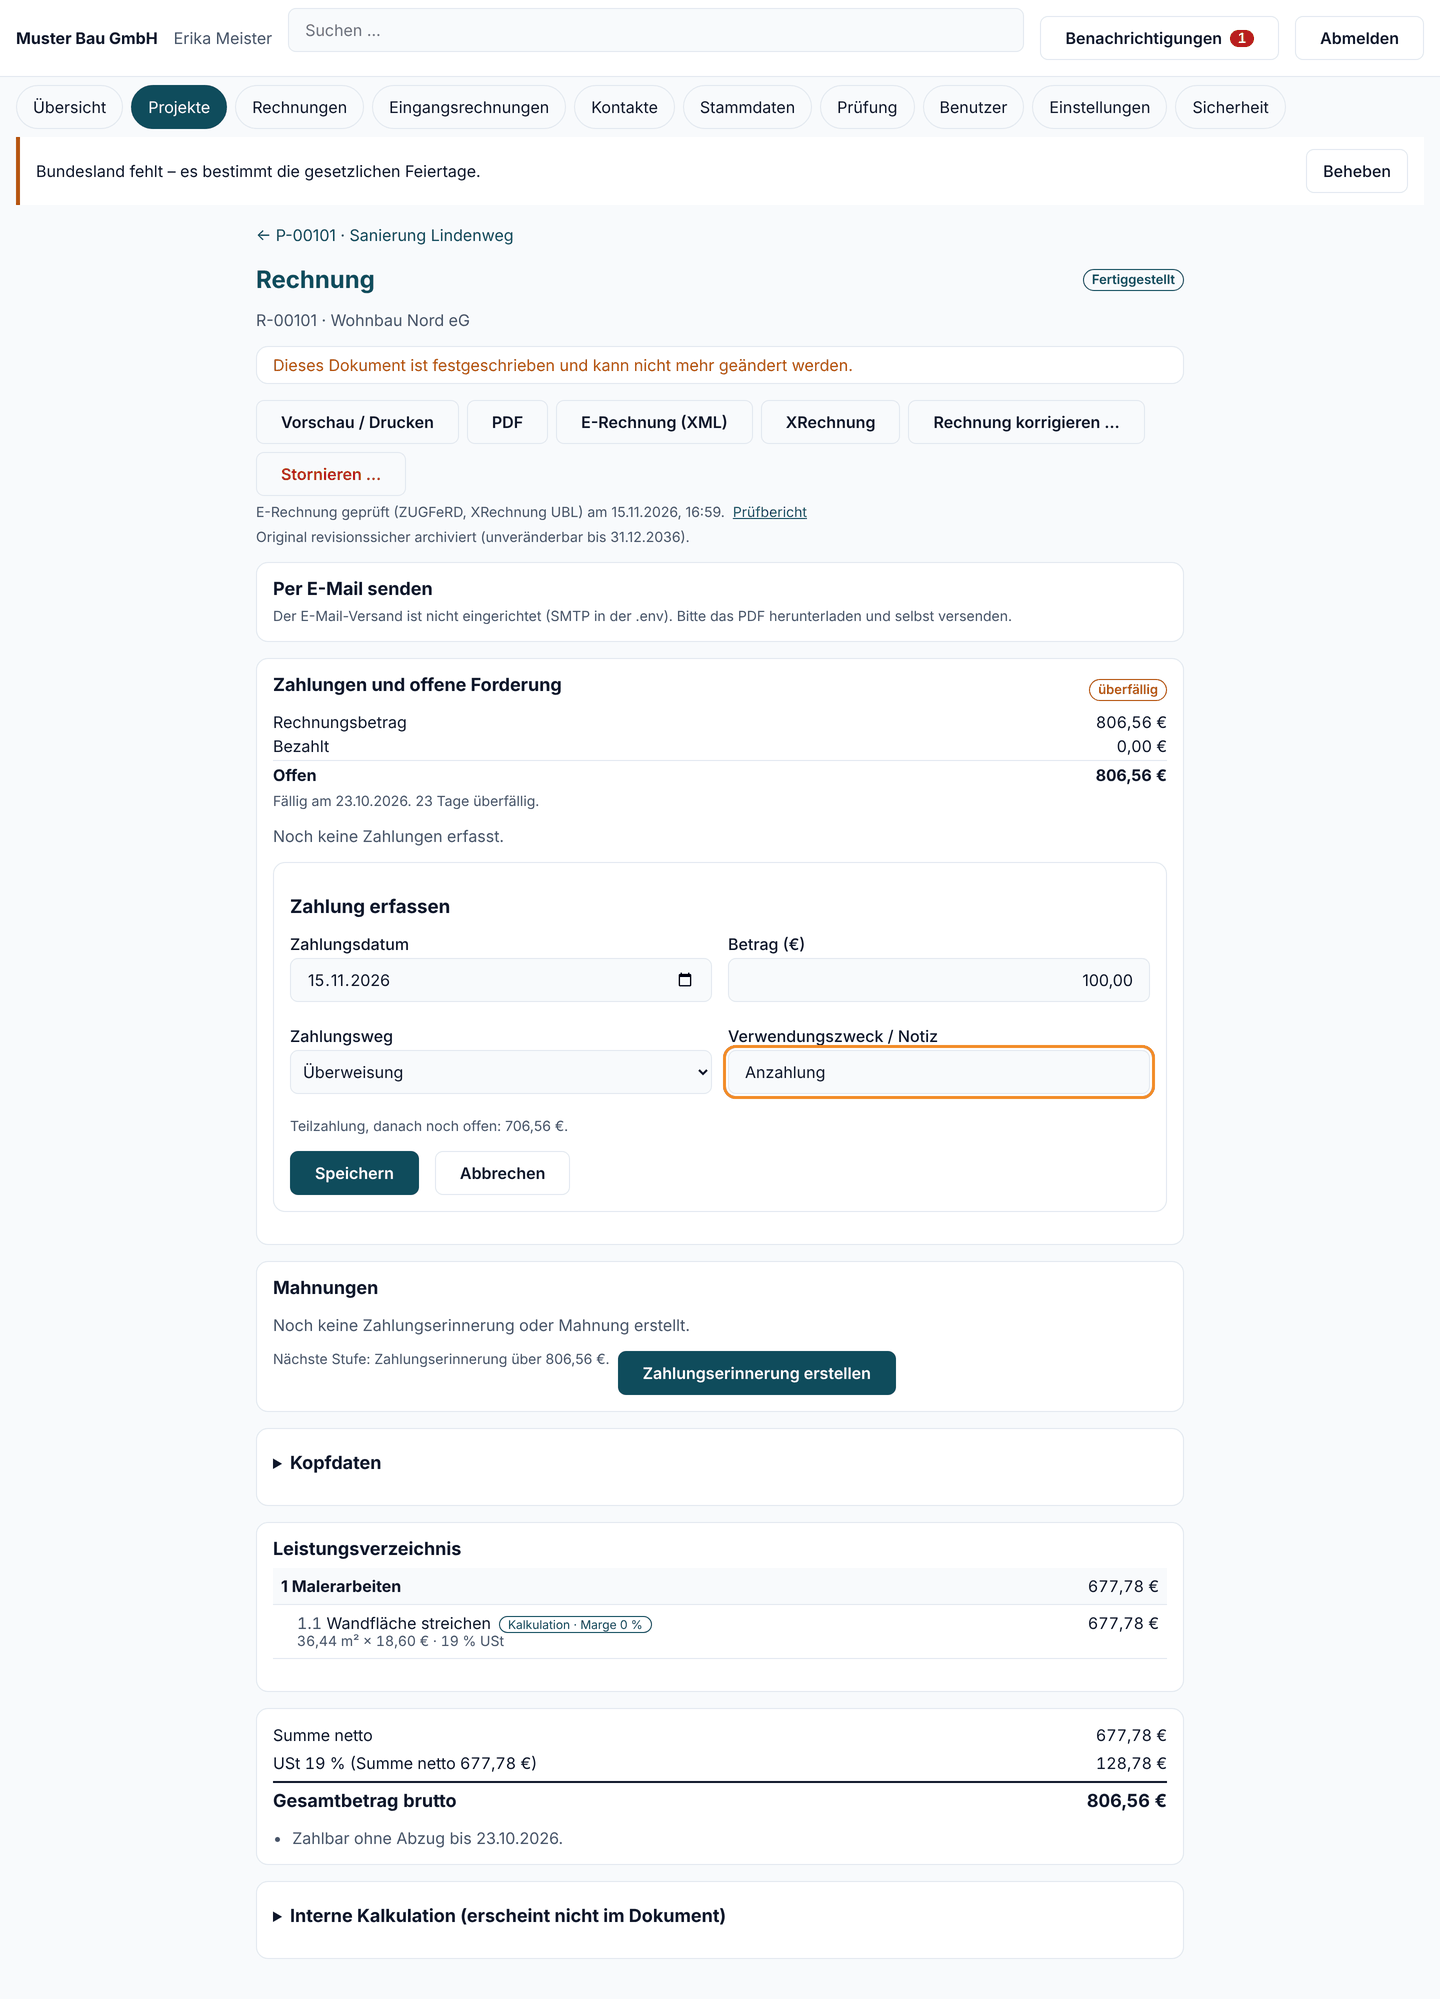 Muster Bau GmbH Erika Meister Suchen ... Benachrichtigungen 1 Abmelden
Übersicht Projekte Rechnungen Eingangsrechnungen Kontakte Stammdaten Prüfung Benutzer Einstellungen Sicherheit
Bundesland fehlt – es bestimmt die gesetzlichen Feiertage. Beheben
← P-00101 · Sanierung Lindenweg
Rechnung Fertiggestellt
R-00101 · Wohnbau Nord eG
Dieses Dokument ist festgeschrieben und kann nicht mehr geändert werden.
Vorschau / Drucken PDF E-Rechnung (XML) XRechnung Rechnung korrigieren ...
Stornieren ...
E-Rechnung geprüft (ZUGFeRD, XRechnung UBL) am 15.11.2026, 16:59. Prüfbericht
Original revisionssicher archiviert (unveränderbar bis 31.12.2036).
Per E-Mail senden
Der E-Mail-Versand ist nicht eingerichtet (SMTP in der .env). Bitte das PDF herunterladen und selbst versenden.
Zahlungen und offene Forderung überfällig
Rechnungsbetrag 806,56 €
Bezahlt 0,00 €
Offen 806,56 €
Fällig am 23.10.2026. 23 Tage überfällig.
Noch keine Zahlungen erfasst.
Zahlung erfassen
Zahlungsdatum Betrag (€)
15.11.2026 100,00
Zahlungsweg Verwendungszweck / Notiz
Überweisung Anzahlung
Teilzahlung, danach noch offen: 706,56 €.
Speichern Abbrechen
Mahnungen
Noch keine Zahlungserinnerung oder Mahnung erstellt.
Nächste Stufe: Zahlungserinnerung über 806,56 €. Zahlungserinnerung erstellen
Kopfdaten
Leistungsverzeichnis
1 Malerarbeiten 677,78 €
1.1 Wandfläche streichen Kalkulation · Marge 0 % 677,78 €
36,44 m² × 18,60 € · 19 % USt
Summe netto 677,78 €
USt 19 % (Summe netto 677,78 €) 128,78 €
Gesamtbetrag brutto 806,56 €
• Zahlbar ohne Abzug bis 23.10.2026.
Interne Kalkulation (erscheint nicht im Dokument)